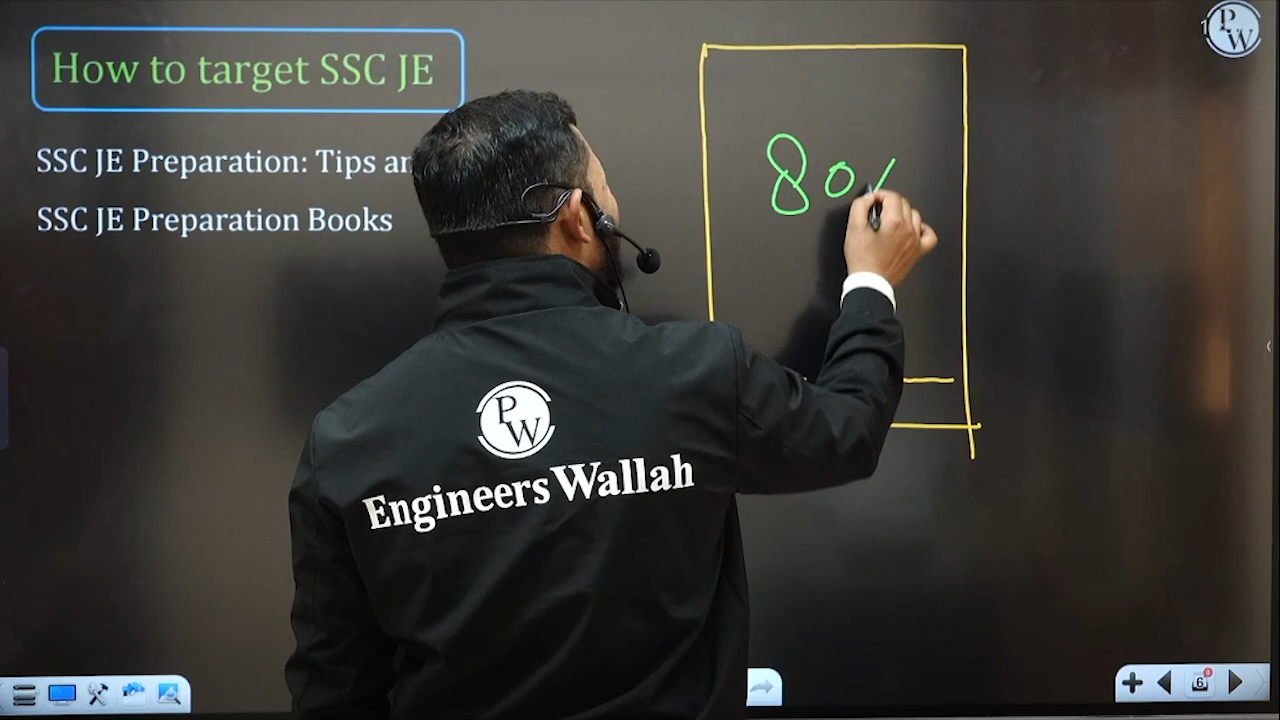 How to target SSC JE
SSC JE Preparation: Tips
SSC JE Preparation Books
80%
PW
PW
Engineers Wallah
6